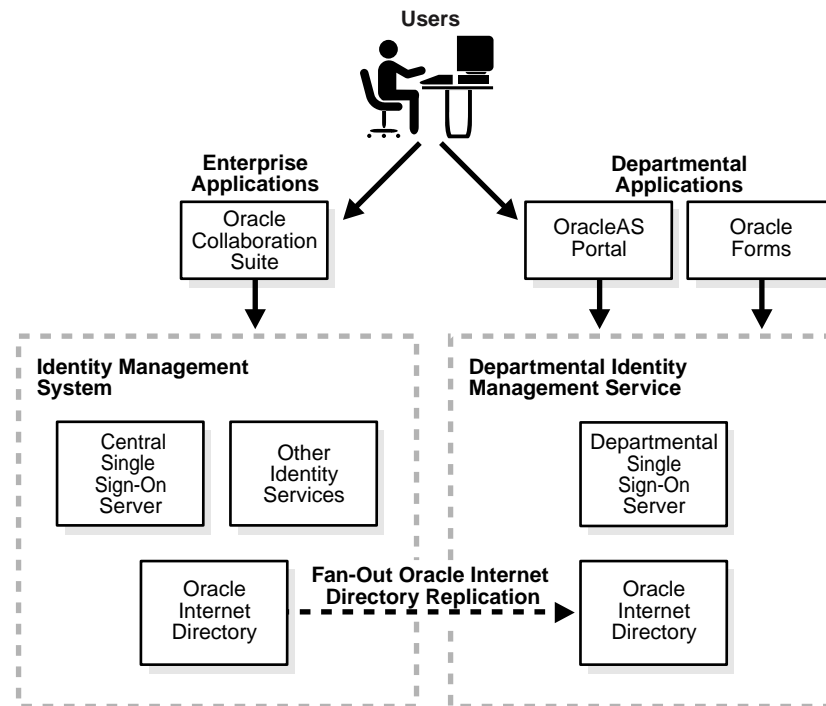 Users
Enterprise
Applications
Departmental
Applications
Oracle
Collaboration
Suite
OracleAS
Portal
Oracle
Forms
Identity Management
System
Departmental Identity
Management Service
Central
Single
Sign-On
Server
Other
Identity
Services
Departmental
Single
Sign-On
Server
Fan-Out Oracle Internet
Directory Replication
Oracle
Internet
Directory
Oracle
Internet
Directory